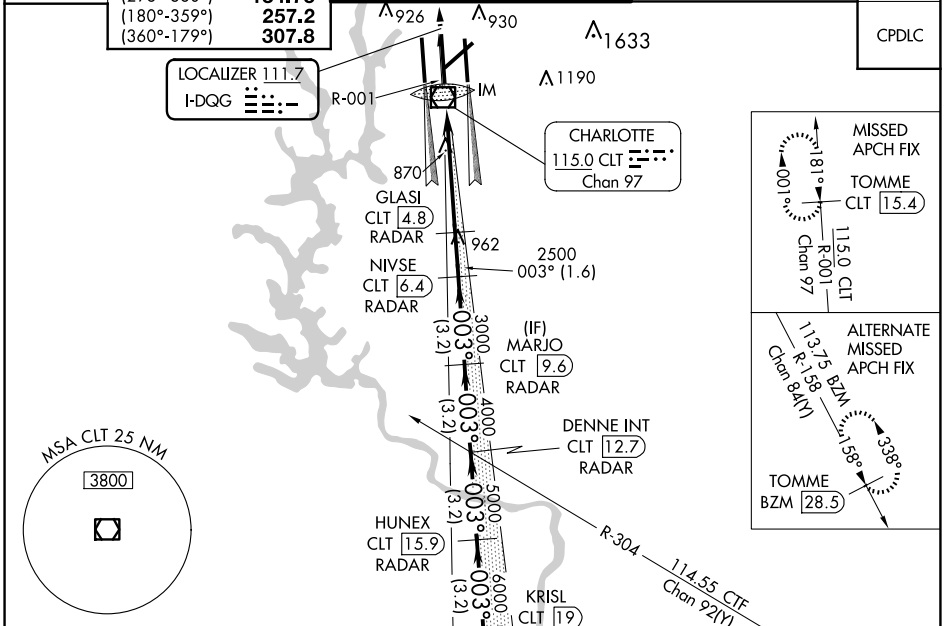 (180°-359°) 257.2
(360°-179°) 307.8
926
930
1633
CPDLC
LOCALIZER 111.7
I-DQG
R-001
IM
1190
CHARLOTTE
115.0 CLT
Chan 97
870
GLASI
CLT 4.8
RADAR
962
2500
003° (1.6)
NIVSE
CLT 6.4
RADAR
003°
3000
(3.2)
(IF)
MARJO
CLT 9.6
RADAR
003°
4000
(3.2)
DENNE INT
CLT 12.7
RADAR
003°
5000
(3.2)
HUNEX
CLT 15.9
RADAR
003°
6000
(3.2)
KRISL
CLT 19
R-304
114.55 CTF
Chan 92(Y)
MSA CLT 25 NM
3800
MISSED
APCH FIX
TOMME
CLT 15.4
181°
001°
115.0 CLT
R-001
Chan 97
ALTERNATE
MISSED
APCH FIX
113.75 BZM
R-158
Chan 84(Y)
158°
338°
TOMME
BZM 28.5